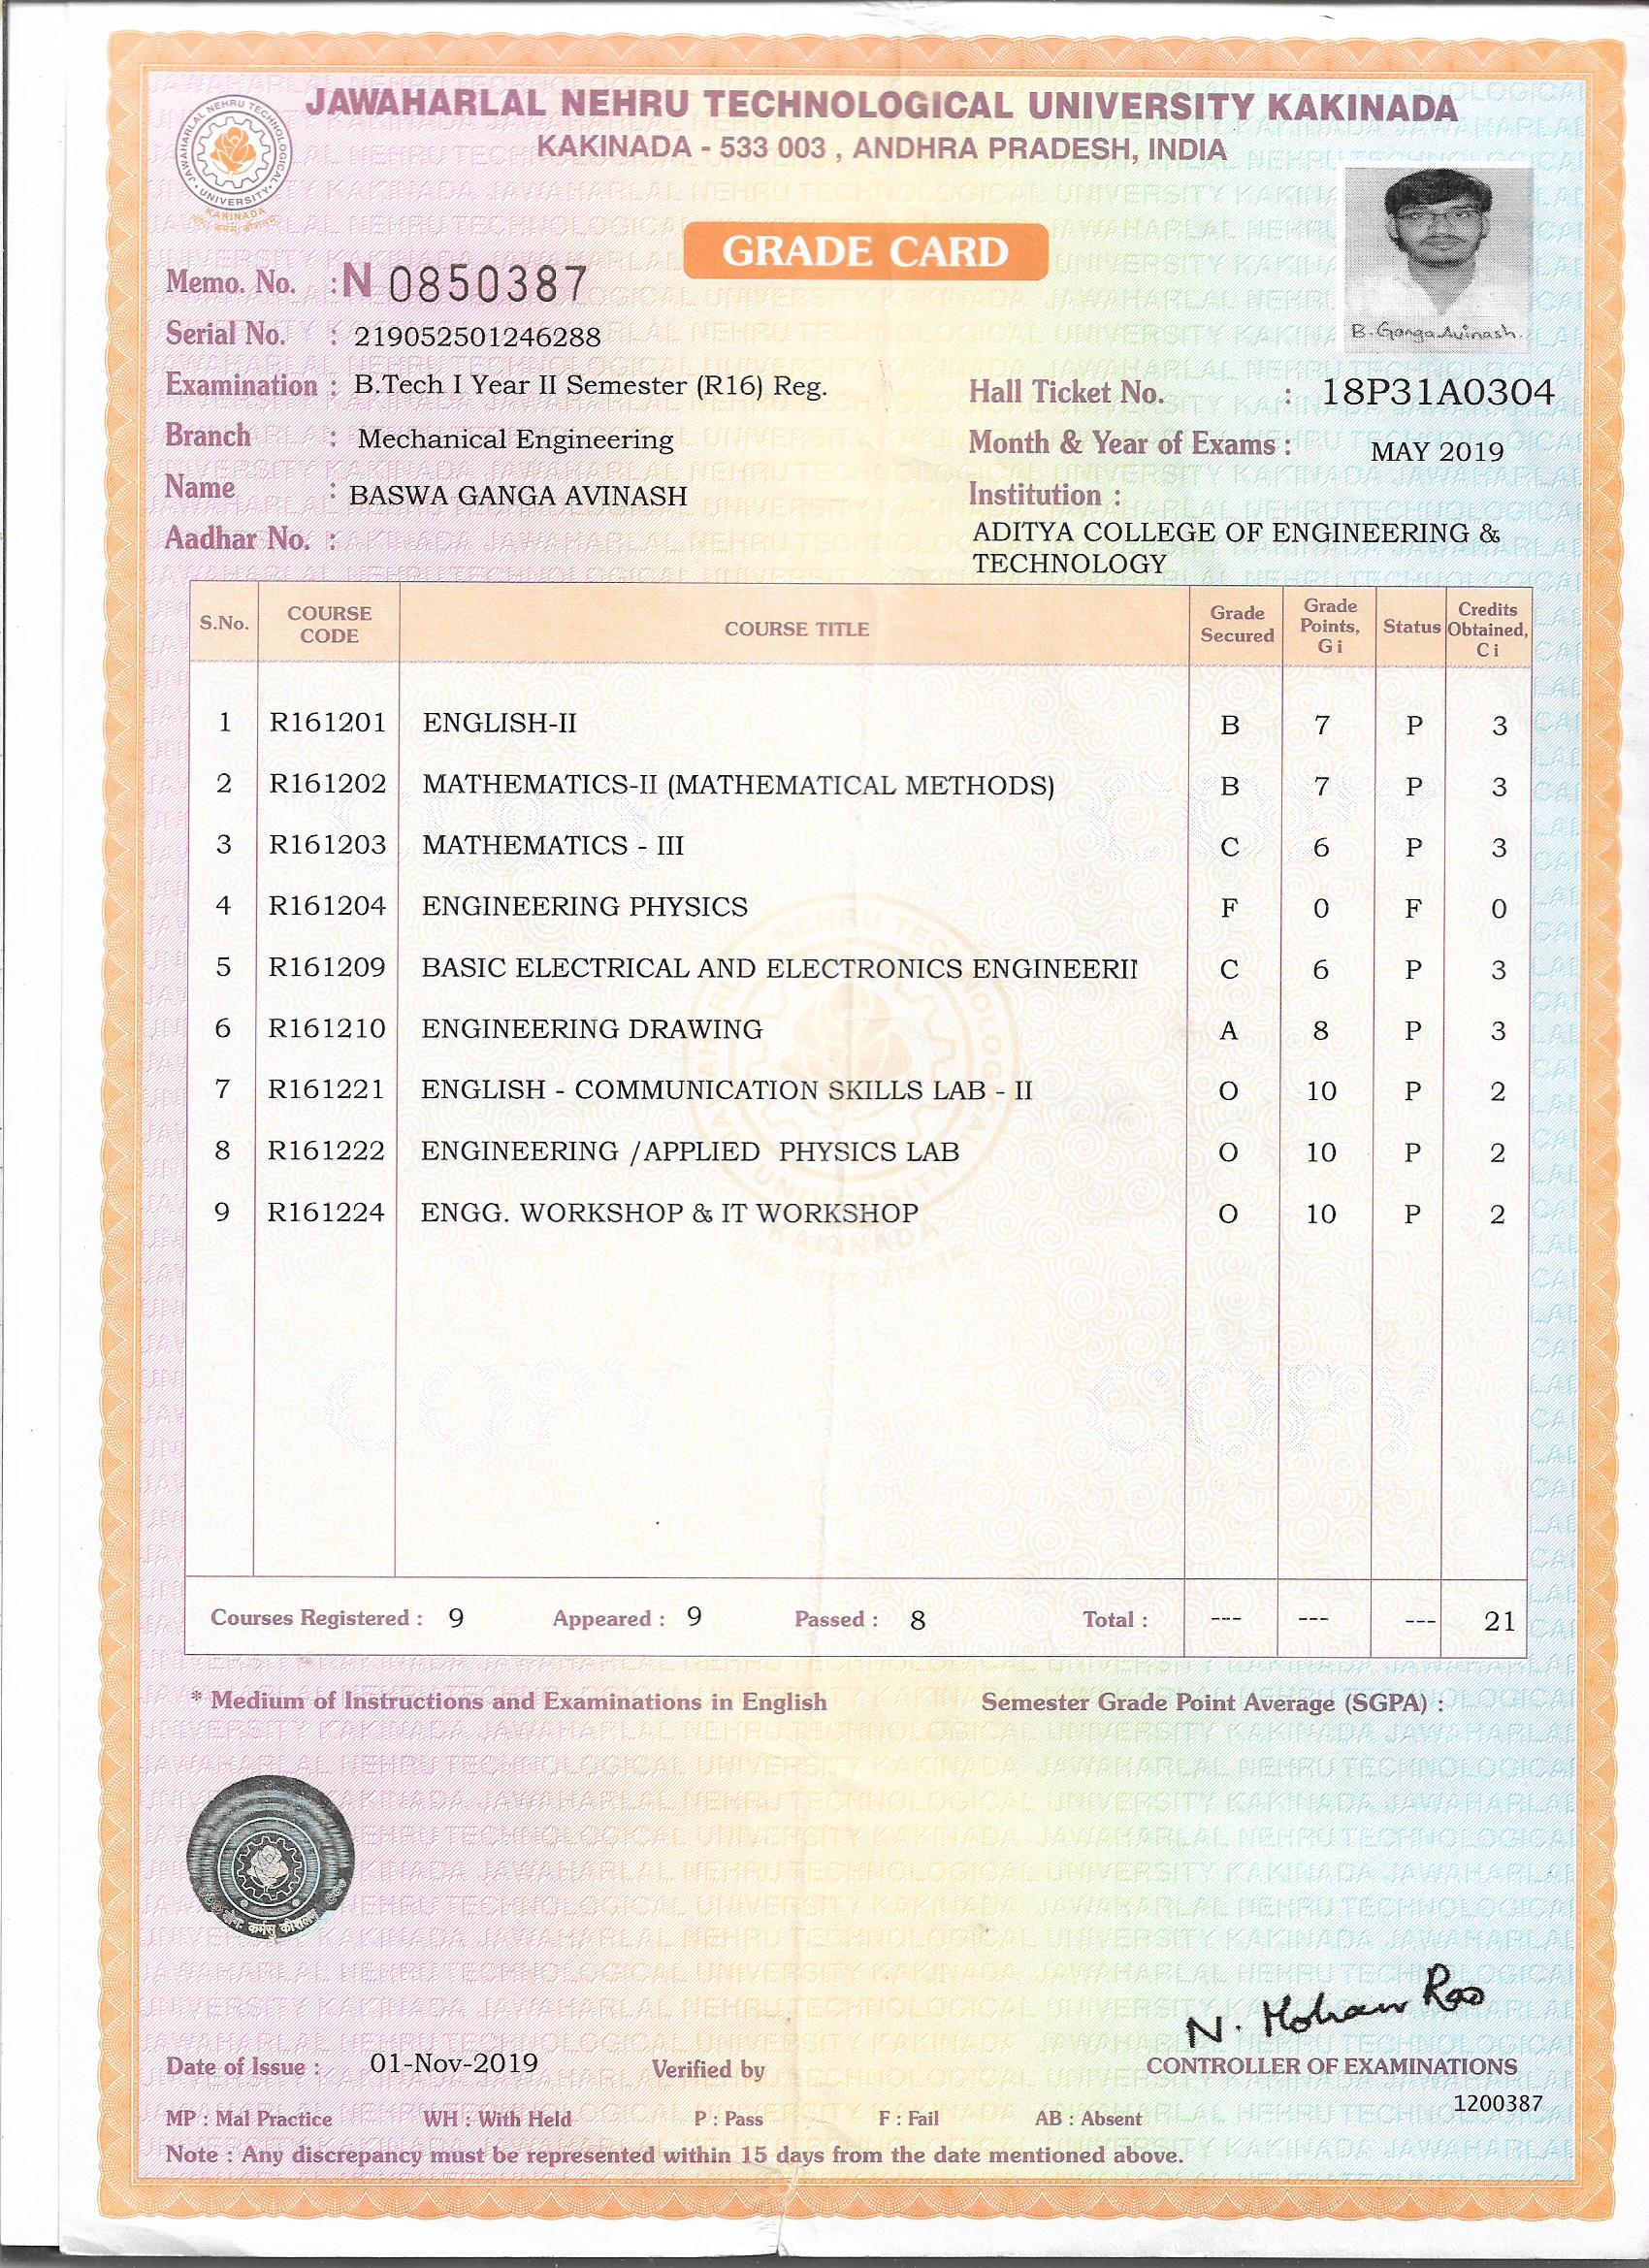 JAWAHARLAL NEHRU TECHNOLOGICAL UNIVERSITY KAKINADA
KAKINADA - 533 003 , ANDHRA PRADESH, INDIA
JAWAHARLAL NEHRU TECHNOLOGICAL UNIVERSITY
KAKINADA
GRADE CARD
B. Ganga Avinash.
Memo. No. : N 0850387
Serial No. : 219052501246288
Examination : B.Tech I Year II Semester (R16) Reg.
Hall Ticket No. : 18P31A0304
Branch : Mechanical Engineering
Month & Year of Exams : MAY 2019
Name : BASWA GANGA AVINASH
Institution :
Aadhar No. :
ADITYA COLLEGE OF ENGINEERING &
TECHNOLOGY
S.No. COURSE CODE COURSE TITLE Grade Secured Grade Points, G i Status Credits Obtained, C i
1 R161201 ENGLISH-II B 7 P 3
2 R161202 MATHEMATICS-II (MATHEMATICAL METHODS) B 7 P 3
3 R161203 MATHEMATICS - III C 6 P 3
4 R161204 ENGINEERING PHYSICS F 0 F 0
5 R161209 BASIC ELECTRICAL AND ELECTRONICS ENGINEERII C 6 P 3
6 R161210 ENGINEERING DRAWING A 8 P 3
7 R161221 ENGLISH - COMMUNICATION SKILLS LAB - II O 10 P 2
8 R161222 ENGINEERING /APPLIED PHYSICS LAB O 10 P 2
9 R161224 ENGG. WORKSHOP & IT WORKSHOP O 10 P 2
COPY COPY
Courses Registered : 9 Appeared : 9 Passed : 8 Total : --- --- --- 21
* Medium of Instructions and Examinations in English
Semester Grade Point Average (SGPA) :
कर्मसु
N. Mohan Rao
Date of Issue : 01-Nov-2019
Verified by
CONTROLLER OF EXAMINATIONS
1200387
MP : Mal Practice WH : With Held P : Pass F : Fail AB : Absent
Note : Any discrepancy must be represented within 15 days from the date mentioned above.